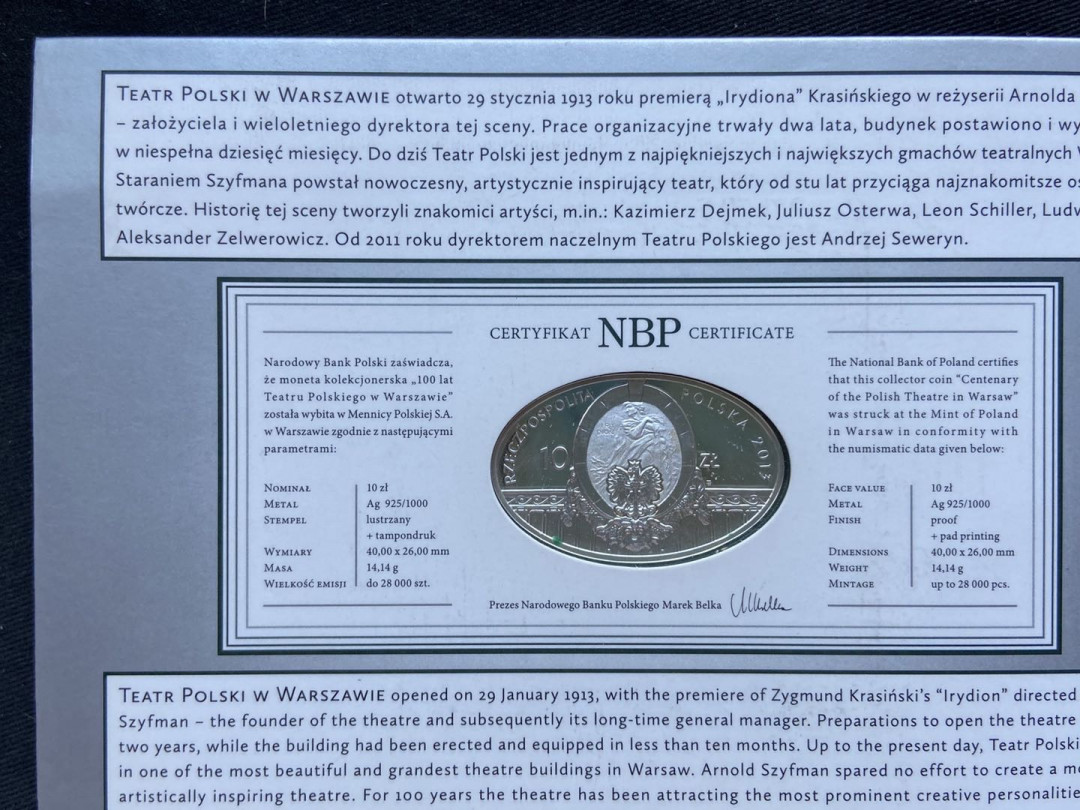 TEATR POLSKI W WARSZAWIE otwarto 29 stycznia 1913 roku premierą „Irydiona” Krasińskiego w reżyserii Arnolda
– założyciela i wieloletniego dyrektora tej sceny. Prace organizacyjne trwały dwa lata, budynek postawiono i wy
w niespełna dziesięć miesięcy. Do dziś Teatr Polski jest jednym z najpiękniejszych i największych gmachów teatralnych
Staraniem Szyfmana powstał nowoczesny, artystycznie inspirujący teatr, który od stu lat przyciąga najznakomitsze os
twórcze. Historię tej sceny tworzyli znakomici artyści, m.in.: Kazimierz Dejmek, Juliusz Osterwa, Leon Schiller, Ludw
Aleksander Zelwerowicz. Od 2011 roku dyrektorem naczelnym Teatru Polskiego jest Andrzej Seweryn.
CERTYFIKAT NBP CERTIFICATE
Narodowy Bank Polski zaświadcza,
że moneta kolekcjonerska „100 lat
Teatru Polskiego w Warszawie”
została wybita w Mennicy Polskiej S.A.
w Warszawie zgodnie z następującymi
parametrami:
NOMINAŁ 10 zł
METAL Ag 925/1000
STEMPEL lustrzany
+ tampondruk
WYMIARY 40,00 x 26,00 mm
MASA 14,14 g
WIELKOŚĆ EMISJI do 28 000 szt.
RZECZPOSPOLITA POLSKA 2013
10 ZŁ
Prezes Narodowego Banku Polskiego Marek Belka
The National Bank of Poland certifies
that this collector coin “Centenary
of the Polish Theatre in Warsaw”
was struck at the Mint of Poland
in Warsaw in conformity with
the numismatic data given below:
FACE VALUE 10 zł
METAL Ag 925/1000
FINISH proof
+ pad printing
DIMENSIONS 40,00 x 26,00 mm
WEIGHT 14,14 g
MINTAGE up to 28 000 pcs.
TEATR POLSKI W WARSZAWIE opened on 29 January 1913, with the premiere of Zygmund Krasiński’s “Irydion” directed
Szyfman – the founder of the theatre and subsequently its long-time general manager. Preparations to open the theatre
two years, while the building had been erected and equipped in less than ten months. Up to the present day, Teatr Polski
in one of the most beautiful and grandest theatre buildings in Warsaw. Arnold Szyfman spared no effort to create a mo
artistically inspiring theatre. For 100 years the theatre has been attracting the most prominent creative personalitie